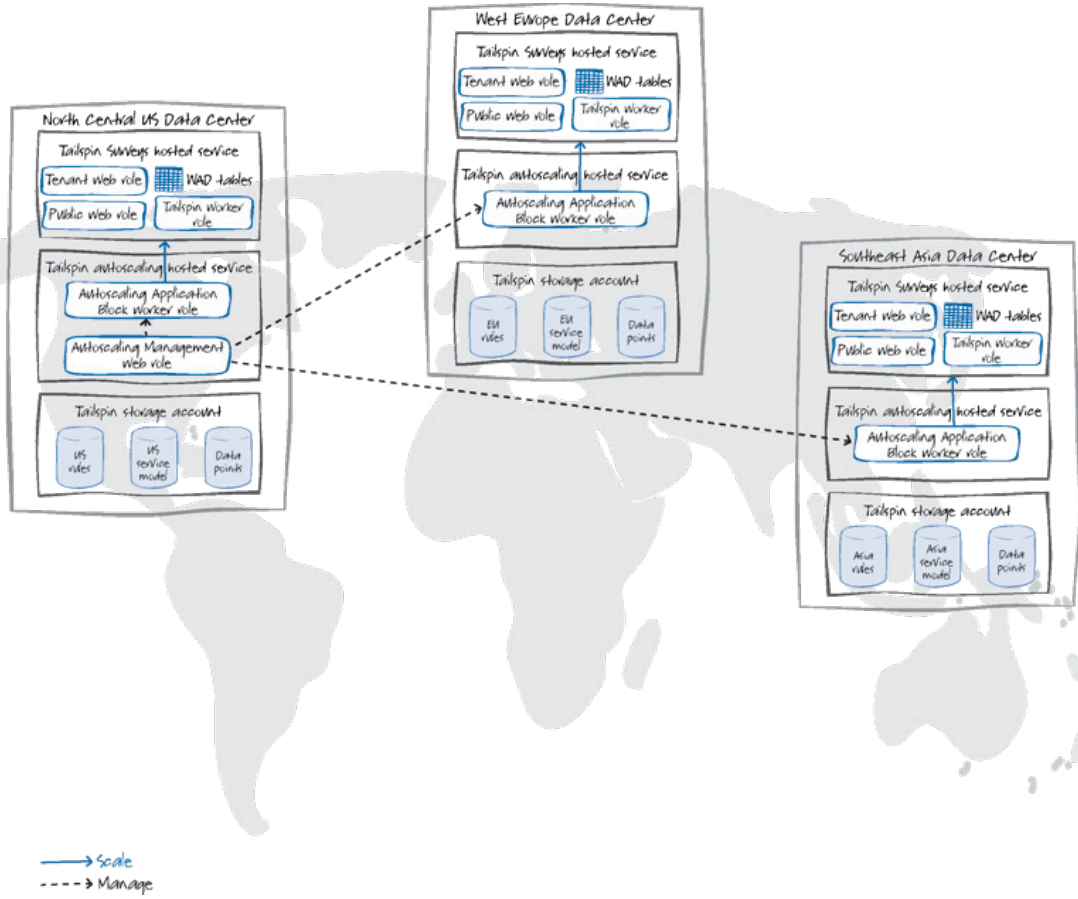 West Europe Data Center
Tailspin Surveys hosted service
Tenant Web role
WAD tables
Public Web role
Tailspin Worker
role
Tailspin autoscaling hosted service
Autoscaling Application
Block Worker role
Tailspin storage account
EU
rules
EU
service
model
Data
points
North Central US Data Center
Tailspin Surveys hosted service
Tenant Web role
WAD tables
Public Web role
Tailspin Worker
role
Tailspin autoscaling hosted service
Autoscaling Application
Block Worker role
Autoscaling Management
Web role
Tailspin storage account
US
rules
US
service
model
Data
points
Southeast Asia Data Center
Tailspin Surveys hosted service
Tenant Web role
WAD tables
Public Web role
Tailspin Worker
role
Tailspin autoscaling hosted service
Autoscaling Application
Block Worker role
Tailspin storage account
Asia
rules
Asia
service
model
Data
points
Scale
Manage